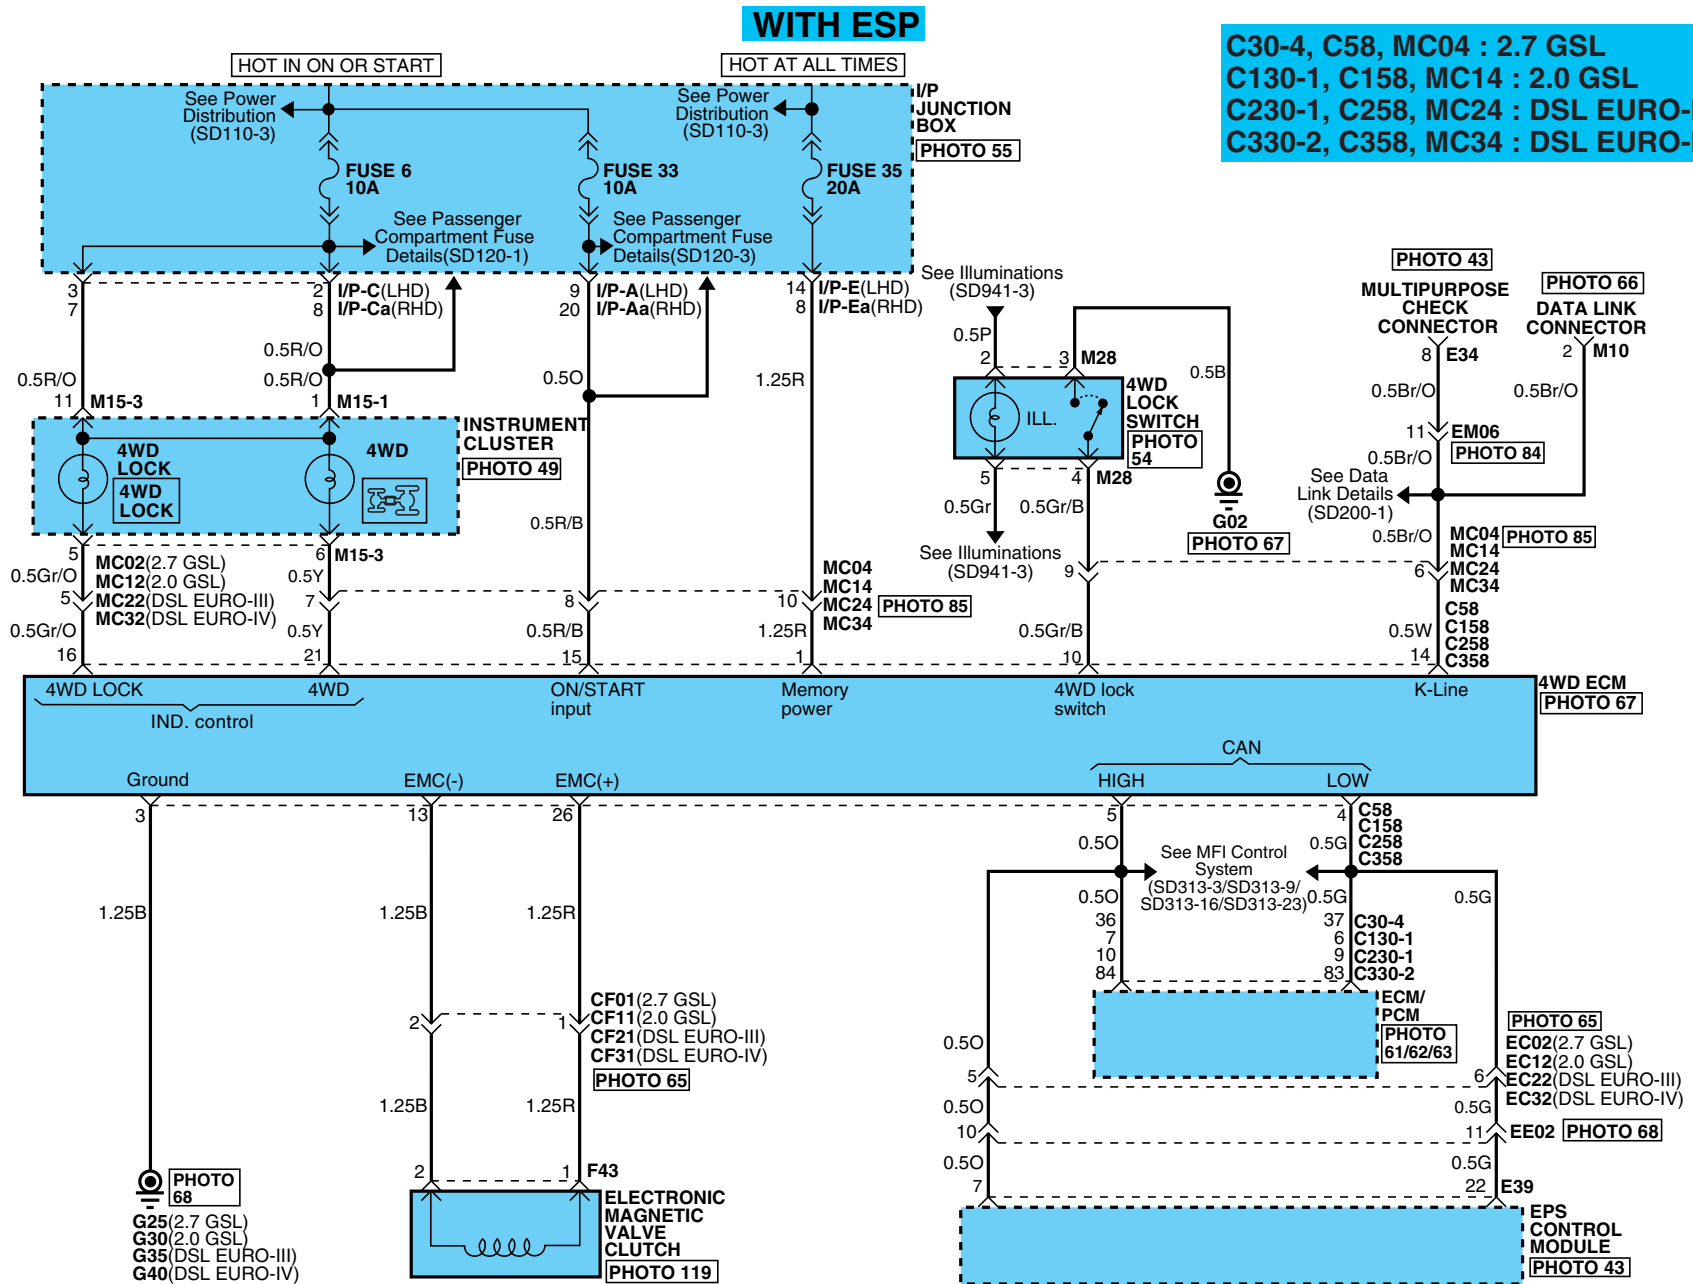 WITH ESP
C30-4, C58, MC04 : 2.7 GSL
C130-1, C158, MC14 : 2.0 GSL
C230-1, C258, MC24 : DSL EURO-
C330-2, C358, MC34 : DSL EURO-
HOT IN ON OR START
HOT AT ALL TIMES
See Power
Distribution
(SD110-3)
See Power
Distribution
(SD110-3)
I/P
JUNCTION
BOX
PHOTO 55
FUSE 6
10A
FUSE 33
10A
FUSE 35
20A
See Passenger
Compartment Fuse
Details(SD120-1)
See Passenger
Compartment Fuse
Details(SD120-3)
3
7
2
8
I/P-C(LHD)
I/P-Ca(RHD)
9
20
I/P-A(LHD)
I/P-Aa(RHD)
14
8
I/P-E(LHD)
I/P-Ea(RHD)
0.5R/O
0.5R/O
0.5R/O
0.5O
1.25R
11
M15-3
1
M15-1
INSTRUMENT
CLUSTER
PHOTO 49
4WD
LOCK
4WD
LOCK
4WD
0.5R/B
5
6
M15-3
0.5Gr/O
5
0.5Gr/O
16
MC02(2.7 GSL)
MC12(2.0 GSL)
MC22(DSL EURO-III)
MC32(DSL EURO-IV)
0.5Y
7
0.5Y
21
8
0.5R/B
15
10
1.25R
1
MC04
MC14
MC24
MC34
PHOTO 85
See Illuminations
(SD941-3)
0.5P
2
3
M28
ILL.
4WD
LOCK
SWITCH
PHOTO
54
5
4
M28
0.5Gr
0.5Gr/B
See Illuminations
(SD941-3)
9
0.5Gr/B
10
0.5B
G02
PHOTO 67
PHOTO 43
MULTIPURPOSE
CHECK
CONNECTOR
8
E34
0.5Br/O
11
EM06
PHOTO 84
0.5Br/O
PHOTO 66
DATA LINK
CONNECTOR
2
M10
0.5Br/O
See Data
Link Details
(SD200-1)
0.5Br/O
6
MC04
MC14
MC24
MC34
PHOTO 85
C58
C158
C258
C358
0.5W
14
4WD LOCK
4WD
IND. control
ON/START
input
Memory
power
4WD lock
switch
K-Line
4WD ECM
PHOTO 67
Ground
EMC(-)
EMC(+)
CAN
HIGH
LOW
3
13
26
5
4
C58
C158
C258
C358
0.5O
0.5G
See MFI Control
System
(SD313-3/SD313-9/
SD313-16/SD313-23)
0.5O
0.5G
0.5G
1.25B
1.25B
1.25R
36
7
10
84
37
6
9
83
C30-4
C130-1
C230-1
C330-2
ECM/
PCM
PHOTO
61/62/63
2
1
CF01(2.7 GSL)
CF11(2.0 GSL)
CF21(DSL EURO-III)
CF31(DSL EURO-IV)
PHOTO 65
1.25B
1.25R
0.5O
5
6
PHOTO 65
EC02(2.7 GSL)
EC12(2.0 GSL)
EC22(DSL EURO-III)
EC32(DSL EURO-IV)
0.5O
0.5G
10
11
EE02
PHOTO 68
0.5O
0.5G
7
22
E39
EPS
CONTROL
MODULE
PHOTO 43
2
1
F43
ELECTRONIC
MAGNETIC
VALVE
CLUTCH
PHOTO 119
PHOTO
68
G25(2.7 GSL)
G30(2.0 GSL)
G35(DSL EURO-III)
G40(DSL EURO-IV)